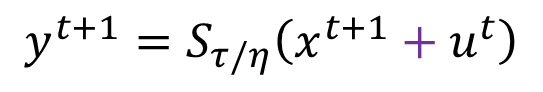 y^{t+1} = S_{τ/η}(x^{t+1} + u^t)